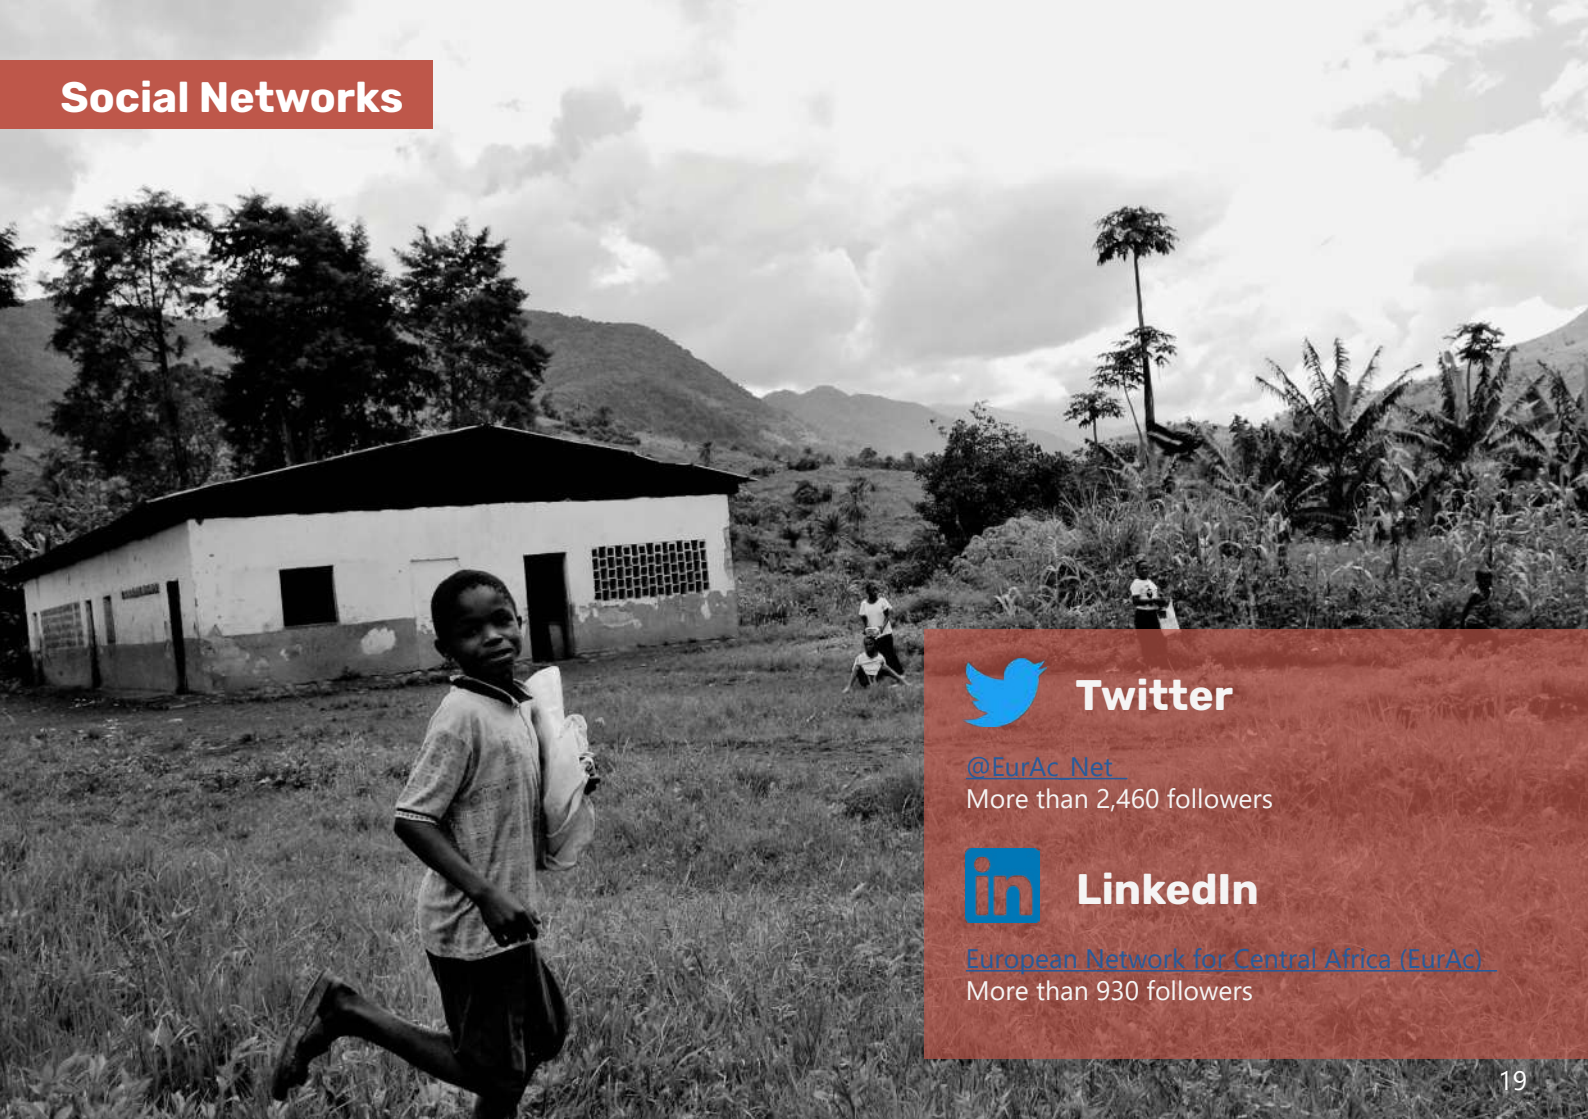 Social Networks
Twitter
@EurAc_Net
More than 2,460 followers
in
LinkedIn
European Network for Central Africa (EurAc)
More than 930 followers
19